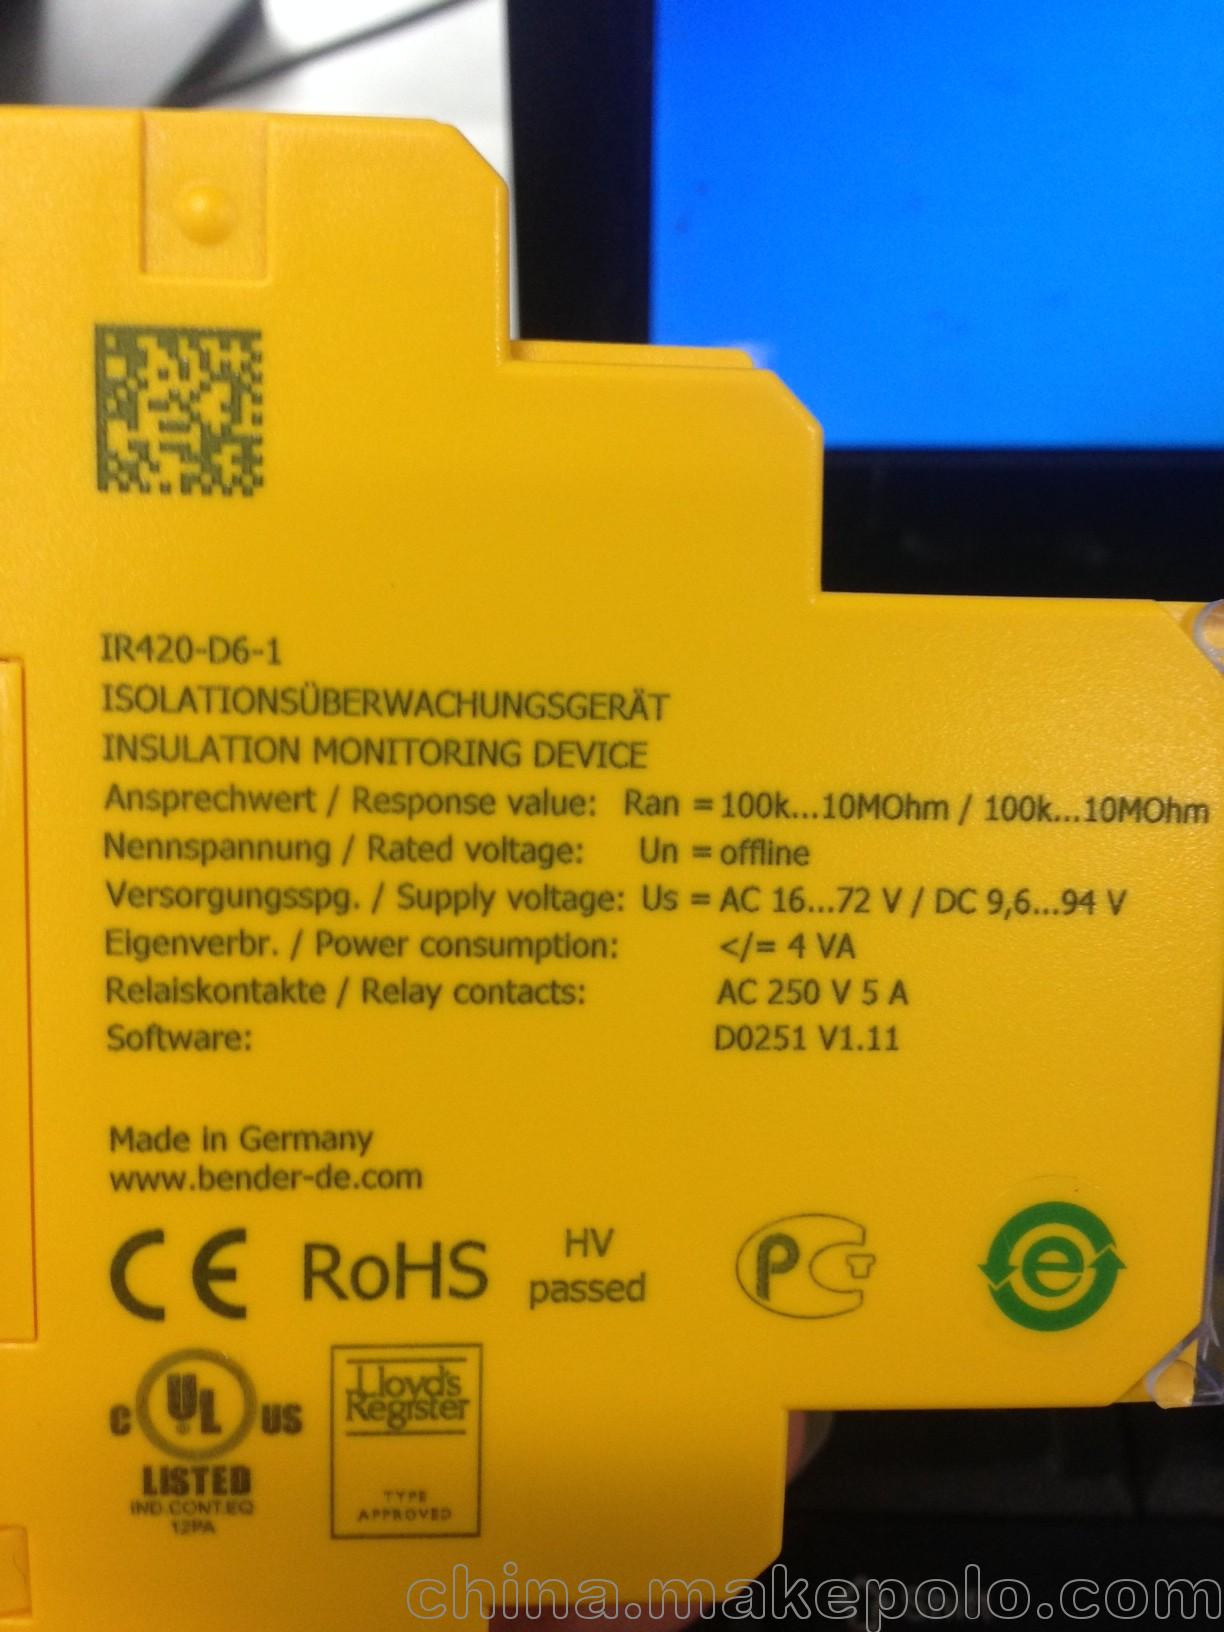 IR420-D6-1
ISOLATIONSÜBERWACHUNGSGERÄT
INSULATION MONITORING DEVICE
Ansprechwert / Response value: Ran = 100k...10MOhm / 100k...10MOhm
Nennspannung / Rated voltage: Un = offline
Versorgungsspg. / Supply voltage: Us = AC 16...72 V / DC 9,6...94 V
Eigenverbr. / Power consumption: </= 4 VA
Relaiskontakte / Relay contacts: AC 250 V 5 A
Software: D0251 V1.11
Made in Germany
www.bender-de.com
CE RoHS HV passed PCT e
C UL ® US
LISTED
IND.CONT.EQ
12PA
Lloyd's
Register
TYPE
APPROVED
china.makepolo.com